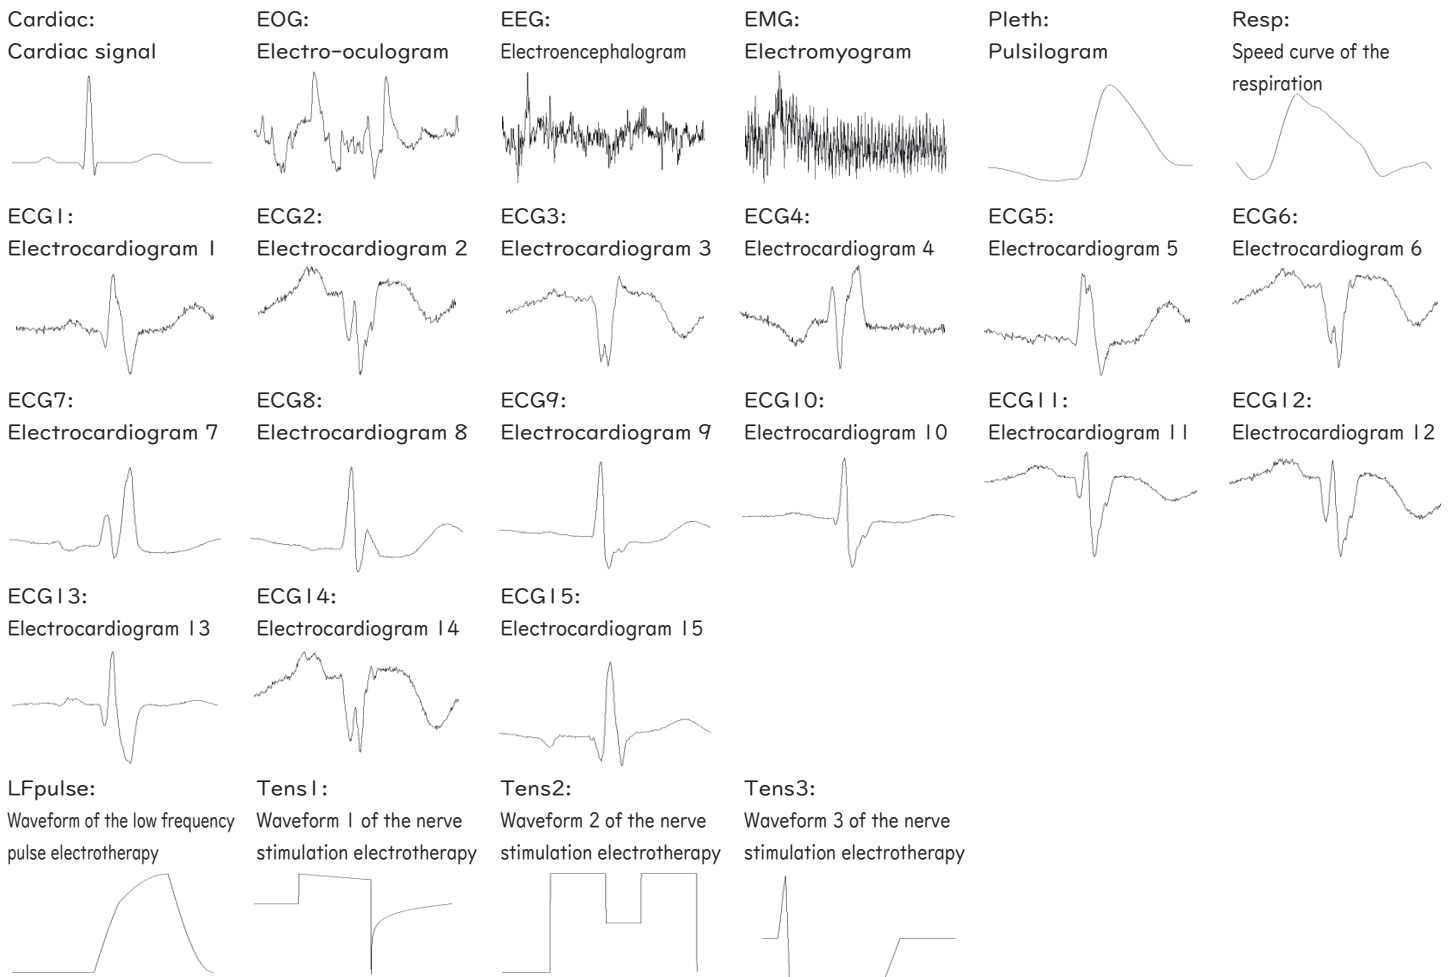 Cardiac:
Cardiac signal
EOG:
Electro-oculogram
EEG:
Electroencephalogram
EMG:
Electromyogram
Pleth:
Pulsilogram
Resp:
Speed curve of the
respiration
ECG1:
Electrocardiogram 1
ECG2:
Electrocardiogram 2
ECG3:
Electrocardiogram 3
ECG4:
Electrocardiogram 4
ECG5:
Electrocardiogram 5
ECG6:
Electrocardiogram 6
ECG7:
Electrocardiogram 7
ECG8:
Electrocardiogram 8
ECG9:
Electrocardiogram 9
ECG10:
Electrocardiogram 10
ECG11:
Electrocardiogram 11
ECG12:
Electrocardiogram 12
ECG13:
Electrocardiogram 13
ECG14:
Electrocardiogram 14
ECG15:
Electrocardiogram 15
LFpulse:
Waveform of the low frequency
pulse electrotherapy
Tens1:
Waveform 1 of the nerve
stimulation electrotherapy
Tens2:
Waveform 2 of the nerve
stimulation electrotherapy
Tens3:
Waveform 3 of the nerve
stimulation electrotherapy